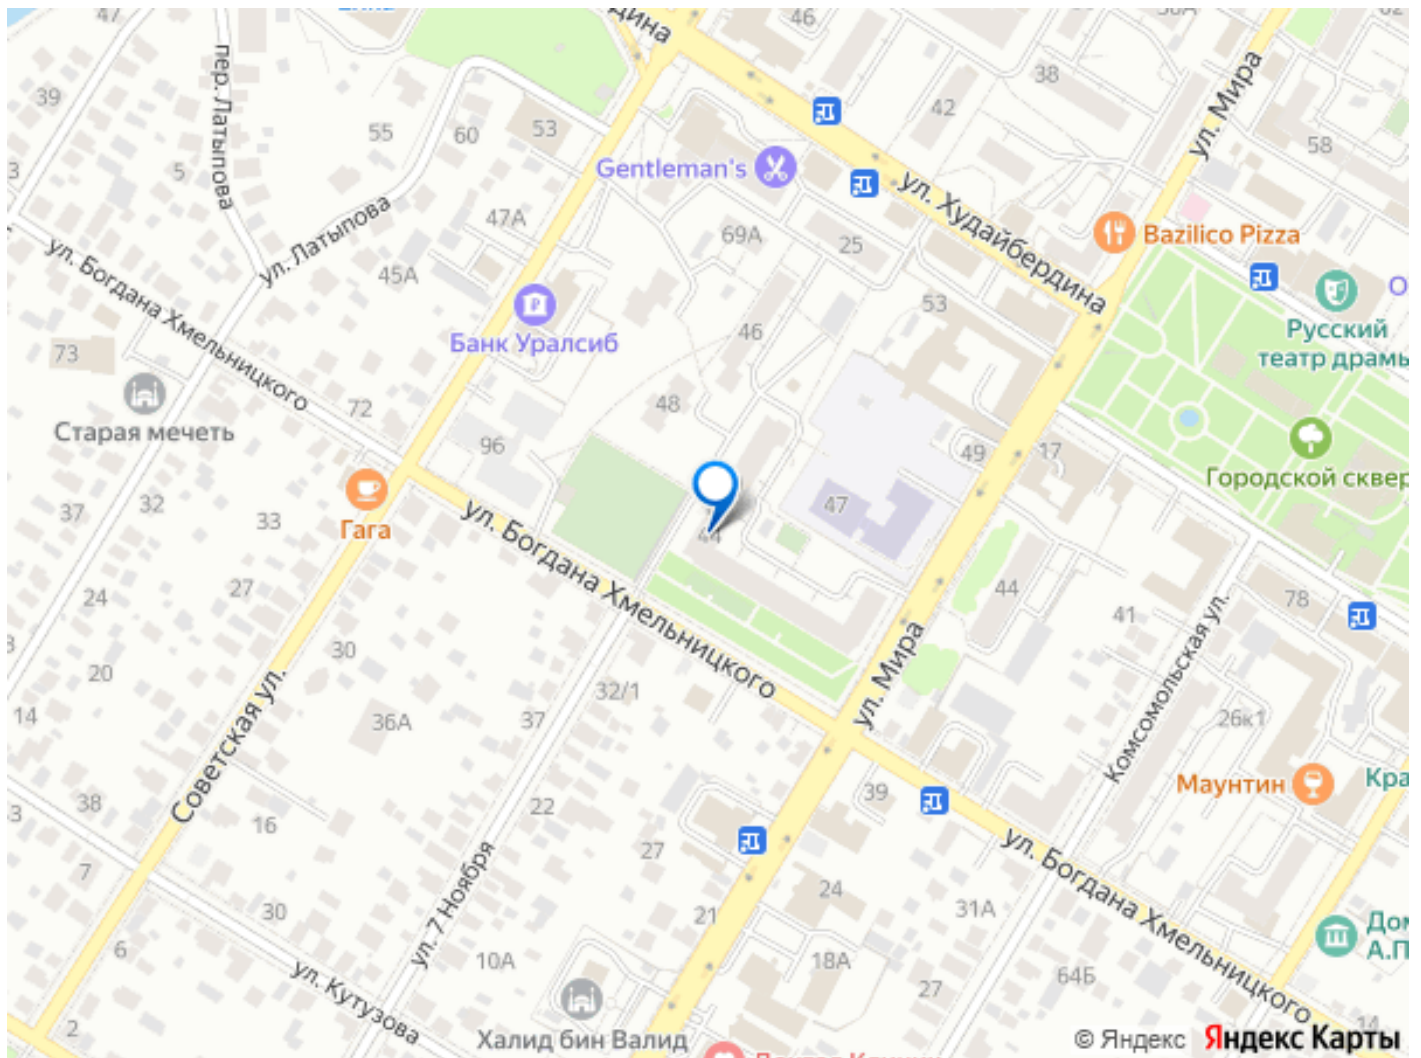 47
46
38
42
58
39
пер. Латыпова
55
60
53
Gentleman's
ул. Мира
5
47А
ул. Латыпова
69А
25
ул. Худайбердина
Bazilico Pizza
ул. Богдана Хмельницкого
45А
Банк Уралсиб
46
53
Русский
театр драмы
73
Старая мечеть
72
48
96
49
17
Городской сквер
37
32
33
Гага
44
47
ул. Богдана Хмельницкого
24
27
44
41
78
20
30
32/1
ул. Мира
Комсомольская ул.
14
36А
37
26к1
Советская ул.
38
16
22
39
Маунтин
Кра
7
27
ул. 7 Ноября
24
ул. Богдана Хмельницкого
30
21
31А
6
10А
18А
64Б
Дом
А.П
ул. Кутузова
27
2
Халид бин Валид
14
© Яндекс Яндекс Карты